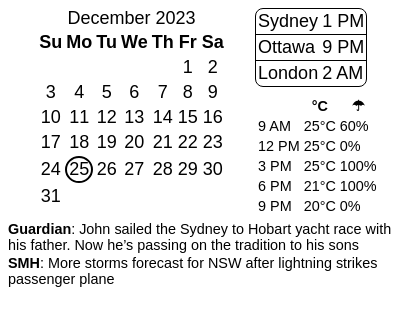 December 2023
Su Mo Tu We Th Fr Sa
1 2
3 4 5 6 7 8 9
10 11 12 13 14 15 16
17 18 19 20 21 22 23
24 25 26 27 28 29 30
31
Sydney 1 PM
Ottawa 9 PM
London 2 AM
°C ☂
9 AM 25°C 60%
12 PM 25°C 0%
3 PM 25°C 100%
6 PM 21°C 100%
9 PM 20°C 0%
Guardian: John sailed the Sydney to Hobart yacht race with
his father. Now he’s passing on the tradition to his sons
SMH: More storms forecast for NSW after lightning strikes
passenger plane